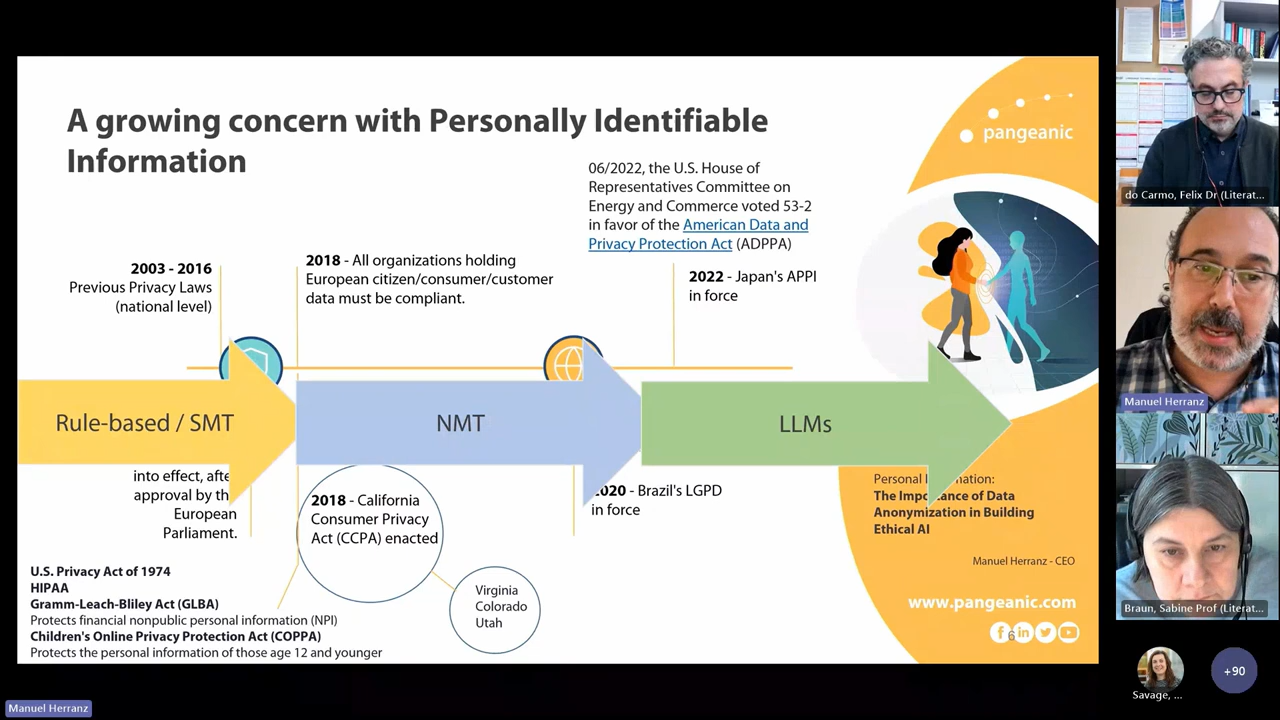 A growing concern with Personally Identifiable
Information
pangeanic
06/2022, the U.S. House of
Representatives Committee on
Energy and Commerce voted 53-2
in favor of the American Data and
Privacy Protection Act (ADPPA)
2003 - 2016
Previous Privacy Laws
(national level)
2018 - All organizations holding
European citizen/consumer/customer
data must be compliant.
2022 - Japan's APPI
in force
Rule-based / SMT
NMT
LLMs
into effect, after
approval by the
European
Parliament.
2018 - California
Consumer Privacy
Act (CCPA) enacted
2020 - Brazil's LGPD
in force
Virginia
Colorado
Utah
U.S. Privacy Act of 1974
HIPAA
Gramm-Leach-Bliley Act (GLBA)
Protects financial nonpublic personal information (NPI)
Children's Online Privacy Protection Act (COPPA)
Protects the personal information of those age 12 and younger
Personal Information:
The Importance of Data
Anonymization in Building
Ethical AI
Manuel Herranz - CEO
www.pangeanic.com
6
do Carmo, Felix Dr (Literat...
Manuel Herranz
Braun, Sabine Prof (Literat...
Savage, ...
+90
Manuel Herranz